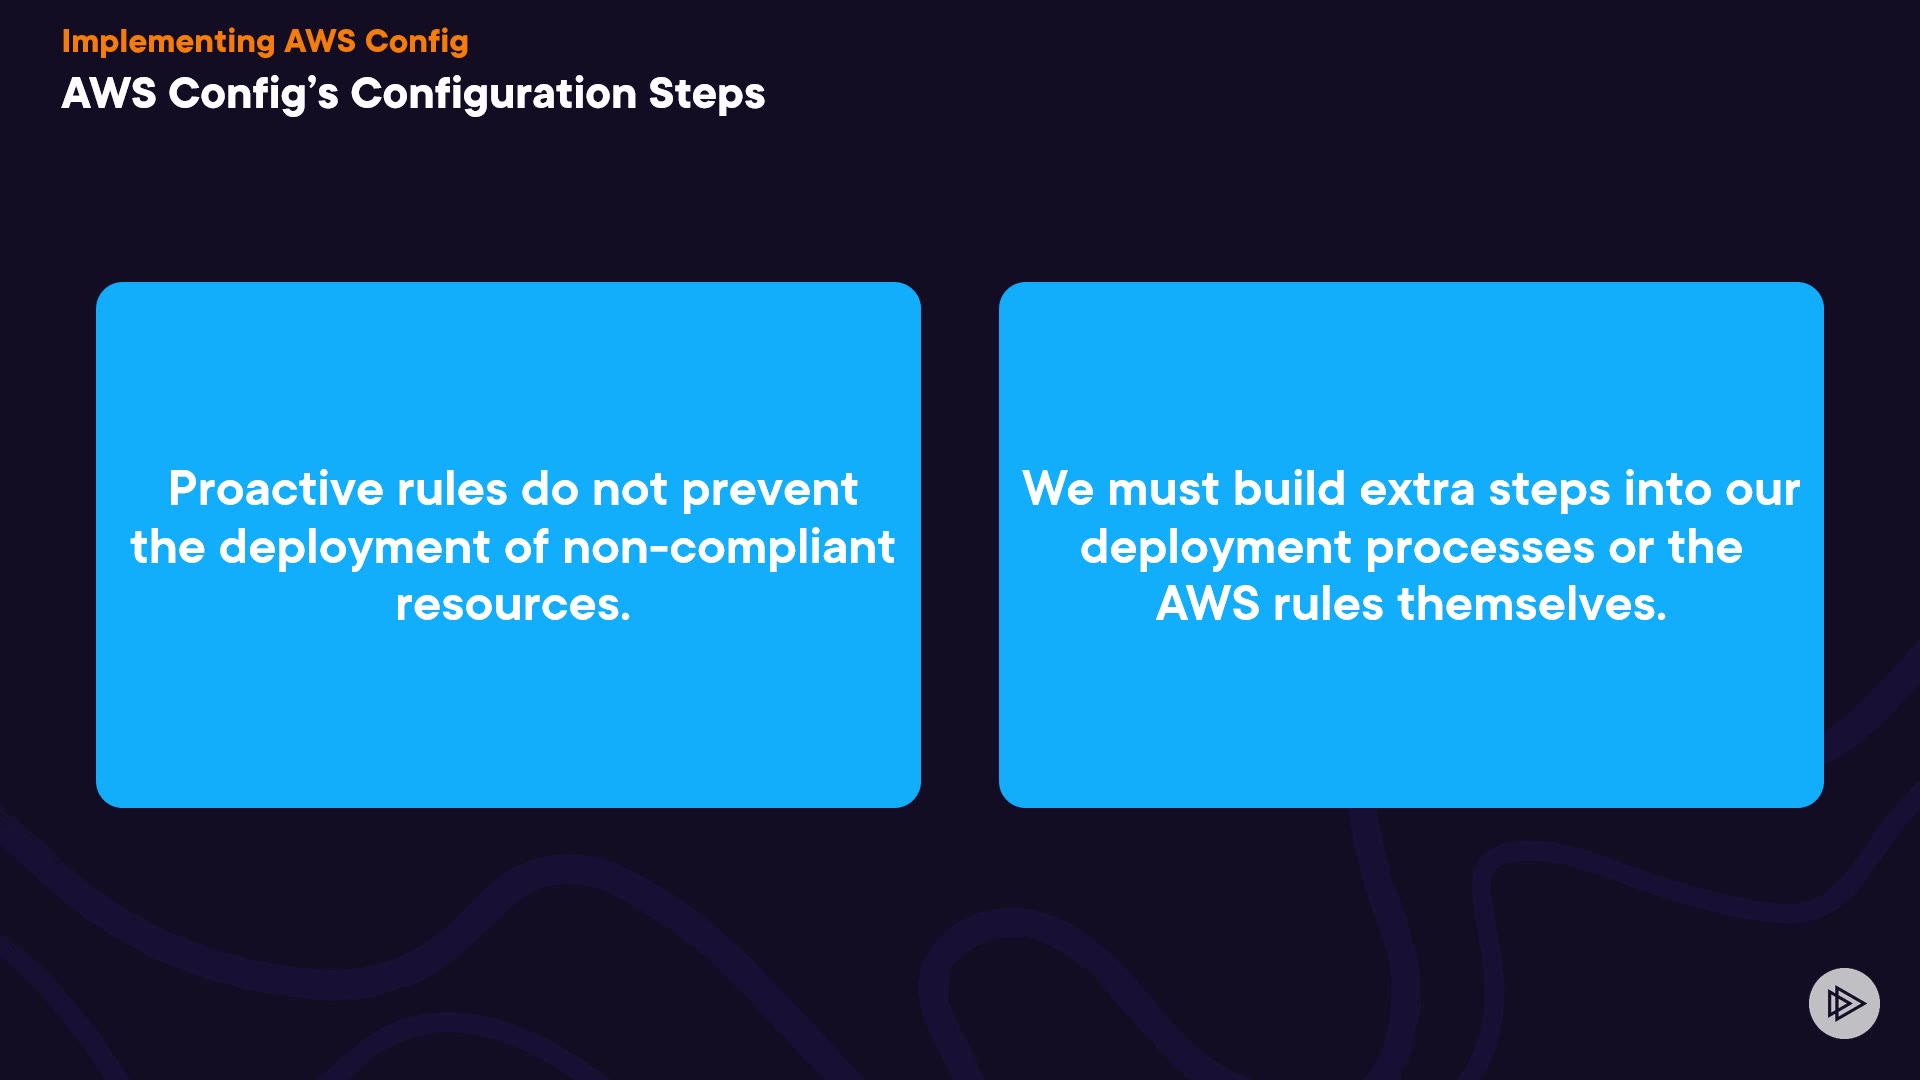 Implementing AWS Config
AWS Config’s Configuration Steps
Proactive rules do not prevent
the deployment of non-compliant
resources.
We must build extra steps into our
deployment processes or the
AWS rules themselves.